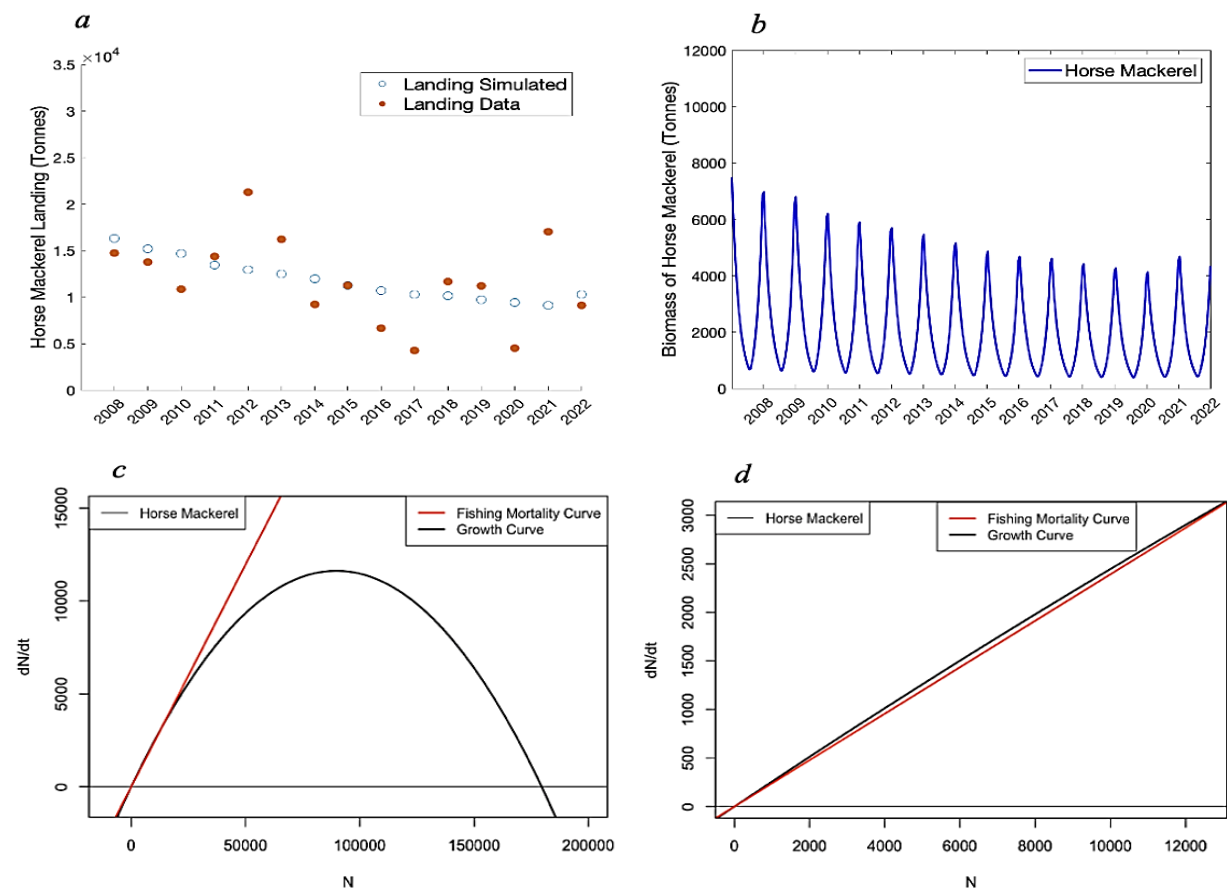 a
×10⁴
3.5
3
2.5
2
1.5
1
0.5
0
Horse Mackerel Landing (Tonnes)
Landing Simulated
Landing Data
2008 2009 2010 2011 2012 2013 2014 2015 2016 2017 2018 2019 2020 2021 2022
b
12000
10000
8000
6000
4000
2000
0
Biomass of Horse Mackerel (Tonnes)
Horse Mackerel
2008 2009 2010 2011 2012 2013 2014 2015 2016 2017 2018 2019 2020 2021 2022
c
15000
10000
5000
0
dN/dt
Horse Mackerel
Fishing Mortality Curve
Growth Curve
0 50000 100000 150000 200000
N
d
3000
2500
2000
1500
1000
500
0
dN/dt
Horse Mackerel
Fishing Mortality Curve
Growth Curve
0 2000 4000 6000 8000 10000 12000
N